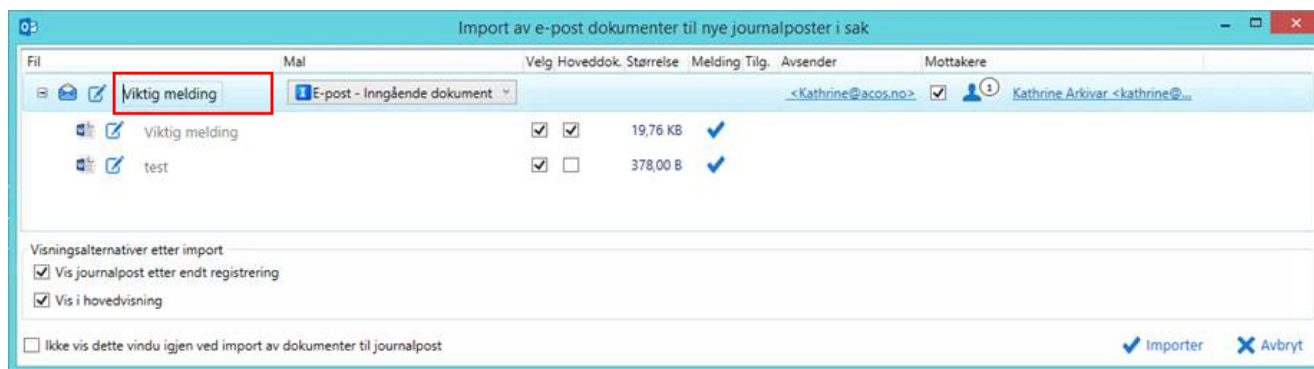 Import av e-post dokumenter til nye journalposter i sak
Fil Mal Velg Hoveddok. Størrelse Melding Tilg. Avsender Mottakere
Viktig melding E-post - Inngående dokument <Kathrine@acos.no> 1 Kathrine Arkivar <kathrine@...
Viktig melding 19,76 KB
test 378,00 B
Visningsalternativer etter import
Vis journalpost etter endt registrering
Vis i hovedvisning
Ikke vis dette vindu igjen ved import av dokumenter til journalpost Importer Avbryt